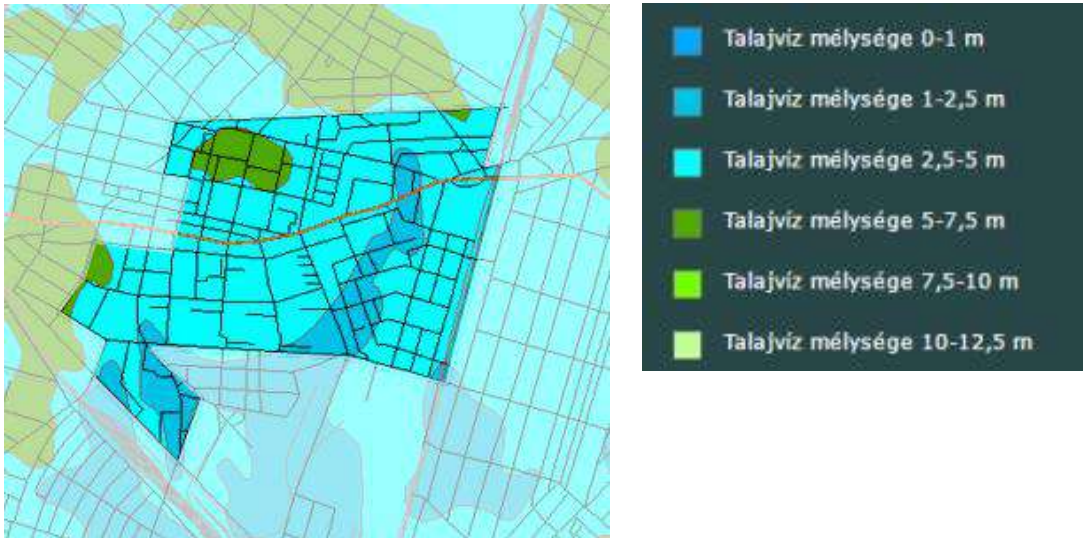 Talajvíz mélysége 0-1 m
Talajvíz mélysége 1-2,5 m
Talajvíz mélysége 2,5-5 m
Talajvíz mélysége 5-7,5 m
Talajvíz mélysége 7,5-10 m
Talajvíz mélysége 10-12,5 m